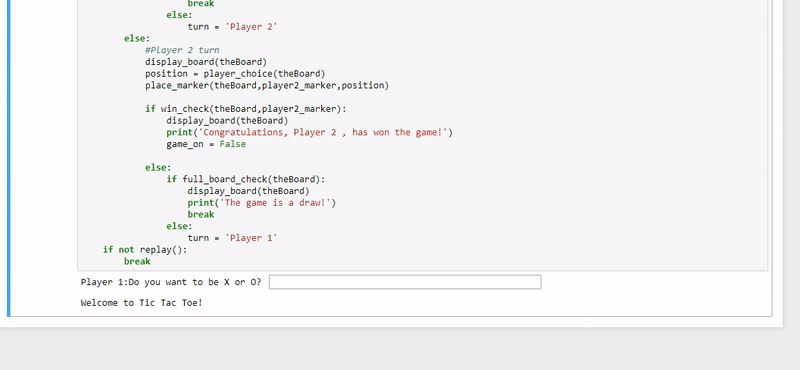 break
else:
turn = 'Player 2'
else:
#Player 2 turn
display_board(theBoard)
position = player_choice(theBoard)
place_marker(theBoard,player2_marker,position)
if win_check(theBoard,player2_marker):
display_board(theBoard)
print('Congratulations, Player 2 , has won the game!')
game_on = False
else:
if full_board_check(theBoard):
display_board(theBoard)
print('The game is a draw!')
break
else:
turn = 'Player 1'
if not replay():
break
Player 1:Do you want to be X or O?
Welcome to Tic Tac Toe!